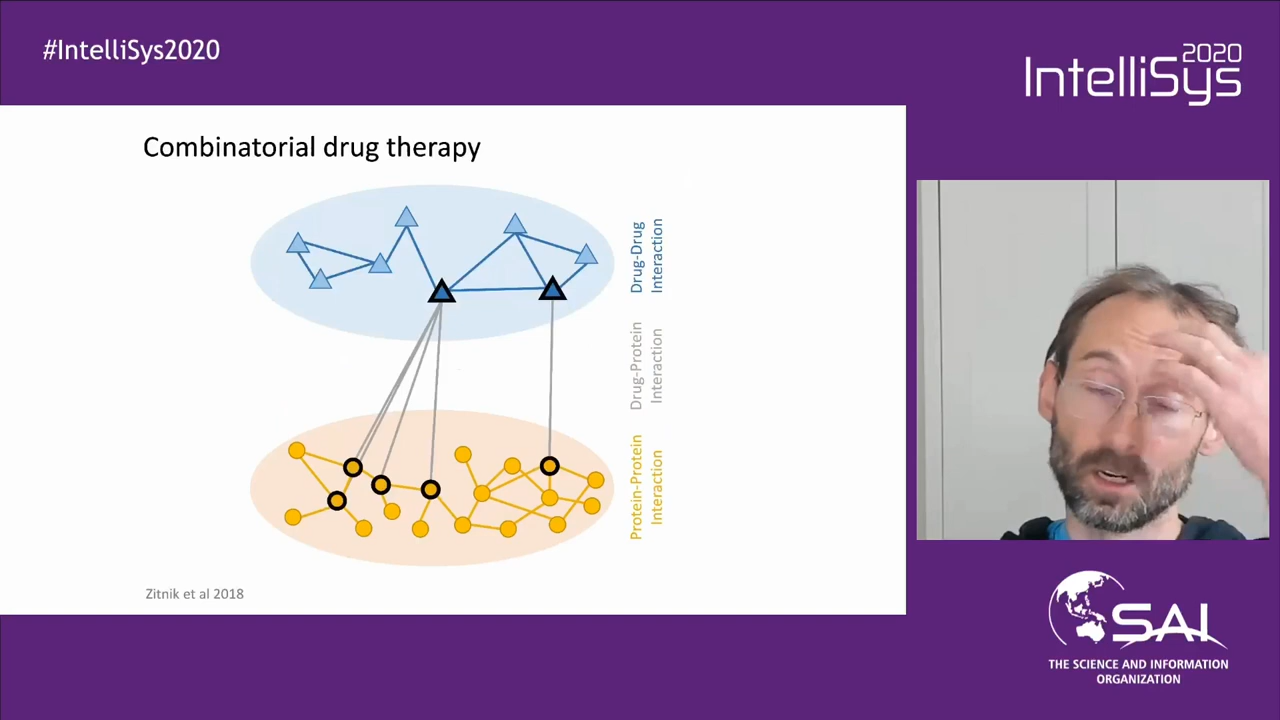 #IntelliSys2020
2020
IntelliSys
Combinatorial drug therapy
Drug-Drug
Interaction
Drug-Protein
Interaction
Protein-Protein
Interaction
Zitnik et al 2018
SAI
THE SCIENCE AND INFORMATION
ORGANIZATION